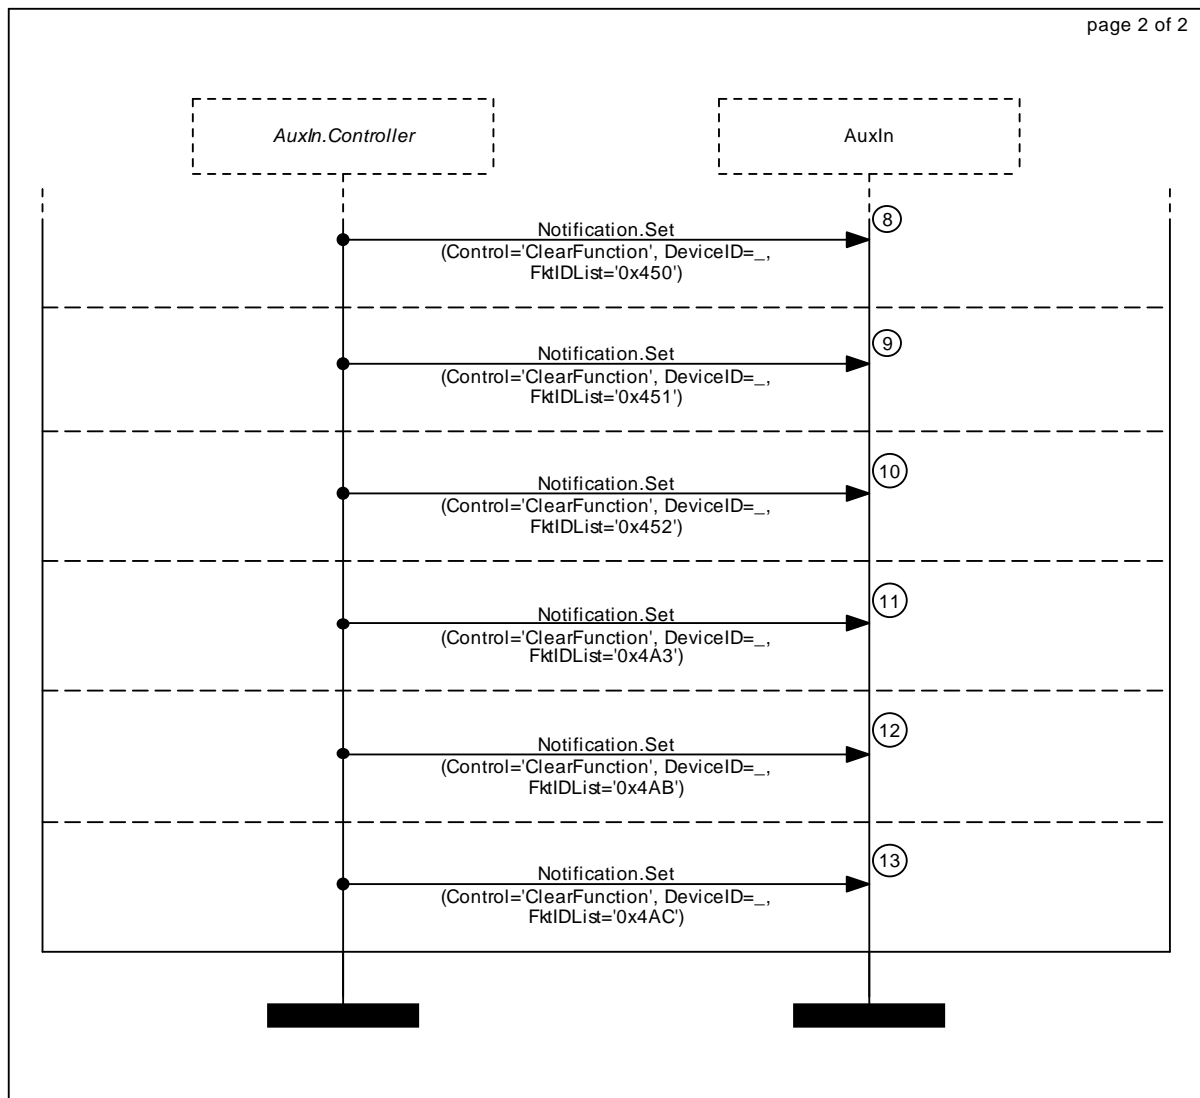 page 2 of 2
AuxIn.Controller
AuxIn
8
Notification.Set
(Control='ClearFunction', DeviceID=_,
FktIDList='0x450')
9
Notification.Set
(Control='ClearFunction', DeviceID=_,
FktIDList='0x451')
10
Notification.Set
(Control='ClearFunction', DeviceID=_,
FktIDList='0x452')
11
Notification.Set
(Control='ClearFunction', DeviceID=_,
FktIDList='0x4A3')
12
Notification.Set
(Control='ClearFunction', DeviceID=_,
FktIDList='0x4AB')
13
Notification.Set
(Control='ClearFunction', DeviceID=_,
FktIDList='0x4AC')